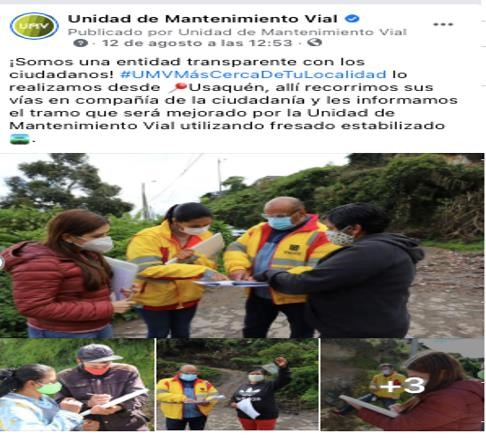 UMV
Unidad de Mantenimiento Vial
Publicado por Unidad de Mantenimiento Vial
· 12 de agosto a las 12:53 ·
¡Somos una entidad transparente con los
ciudadanos! #UMVMásCercaDeTuLocalidad lo
realizamos desde 📍Usaquén, allí recorrimos sus
vías en compañía de la ciudadanía y les informamos
el tramo que será mejorado por la Unidad de
Mantenimiento Vial utilizando fresado estabilizado
.
+3